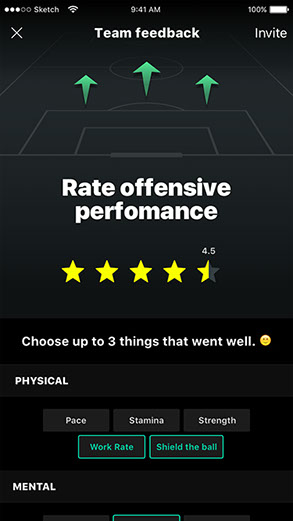 Sketch 9:41 AM 100%
Team feedback Invite
Rate offensive
perfomance
4.5
Choose up to 3 things that went well. 🙂
PHYSICAL
Pace Stamina Strength
Work Rate Shield the ball
MENTAL